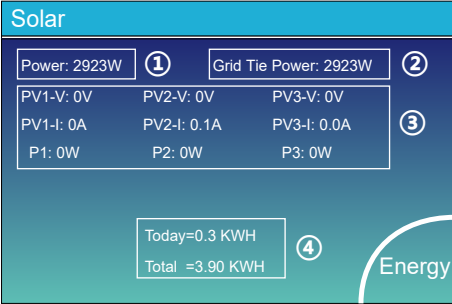 Solar
Power: 2923W ① Grid Tie Power: 2923W ②
PV1-V: 0V PV2-V: 0V PV3-V: 0V
PV1-I: 0A PV2-I: 0.1A PV3-I: 0.0A ③
P1: 0W P2: 0W P3: 0W
Today=0.3 KWH
④
Total =3.90 KWH
Energy